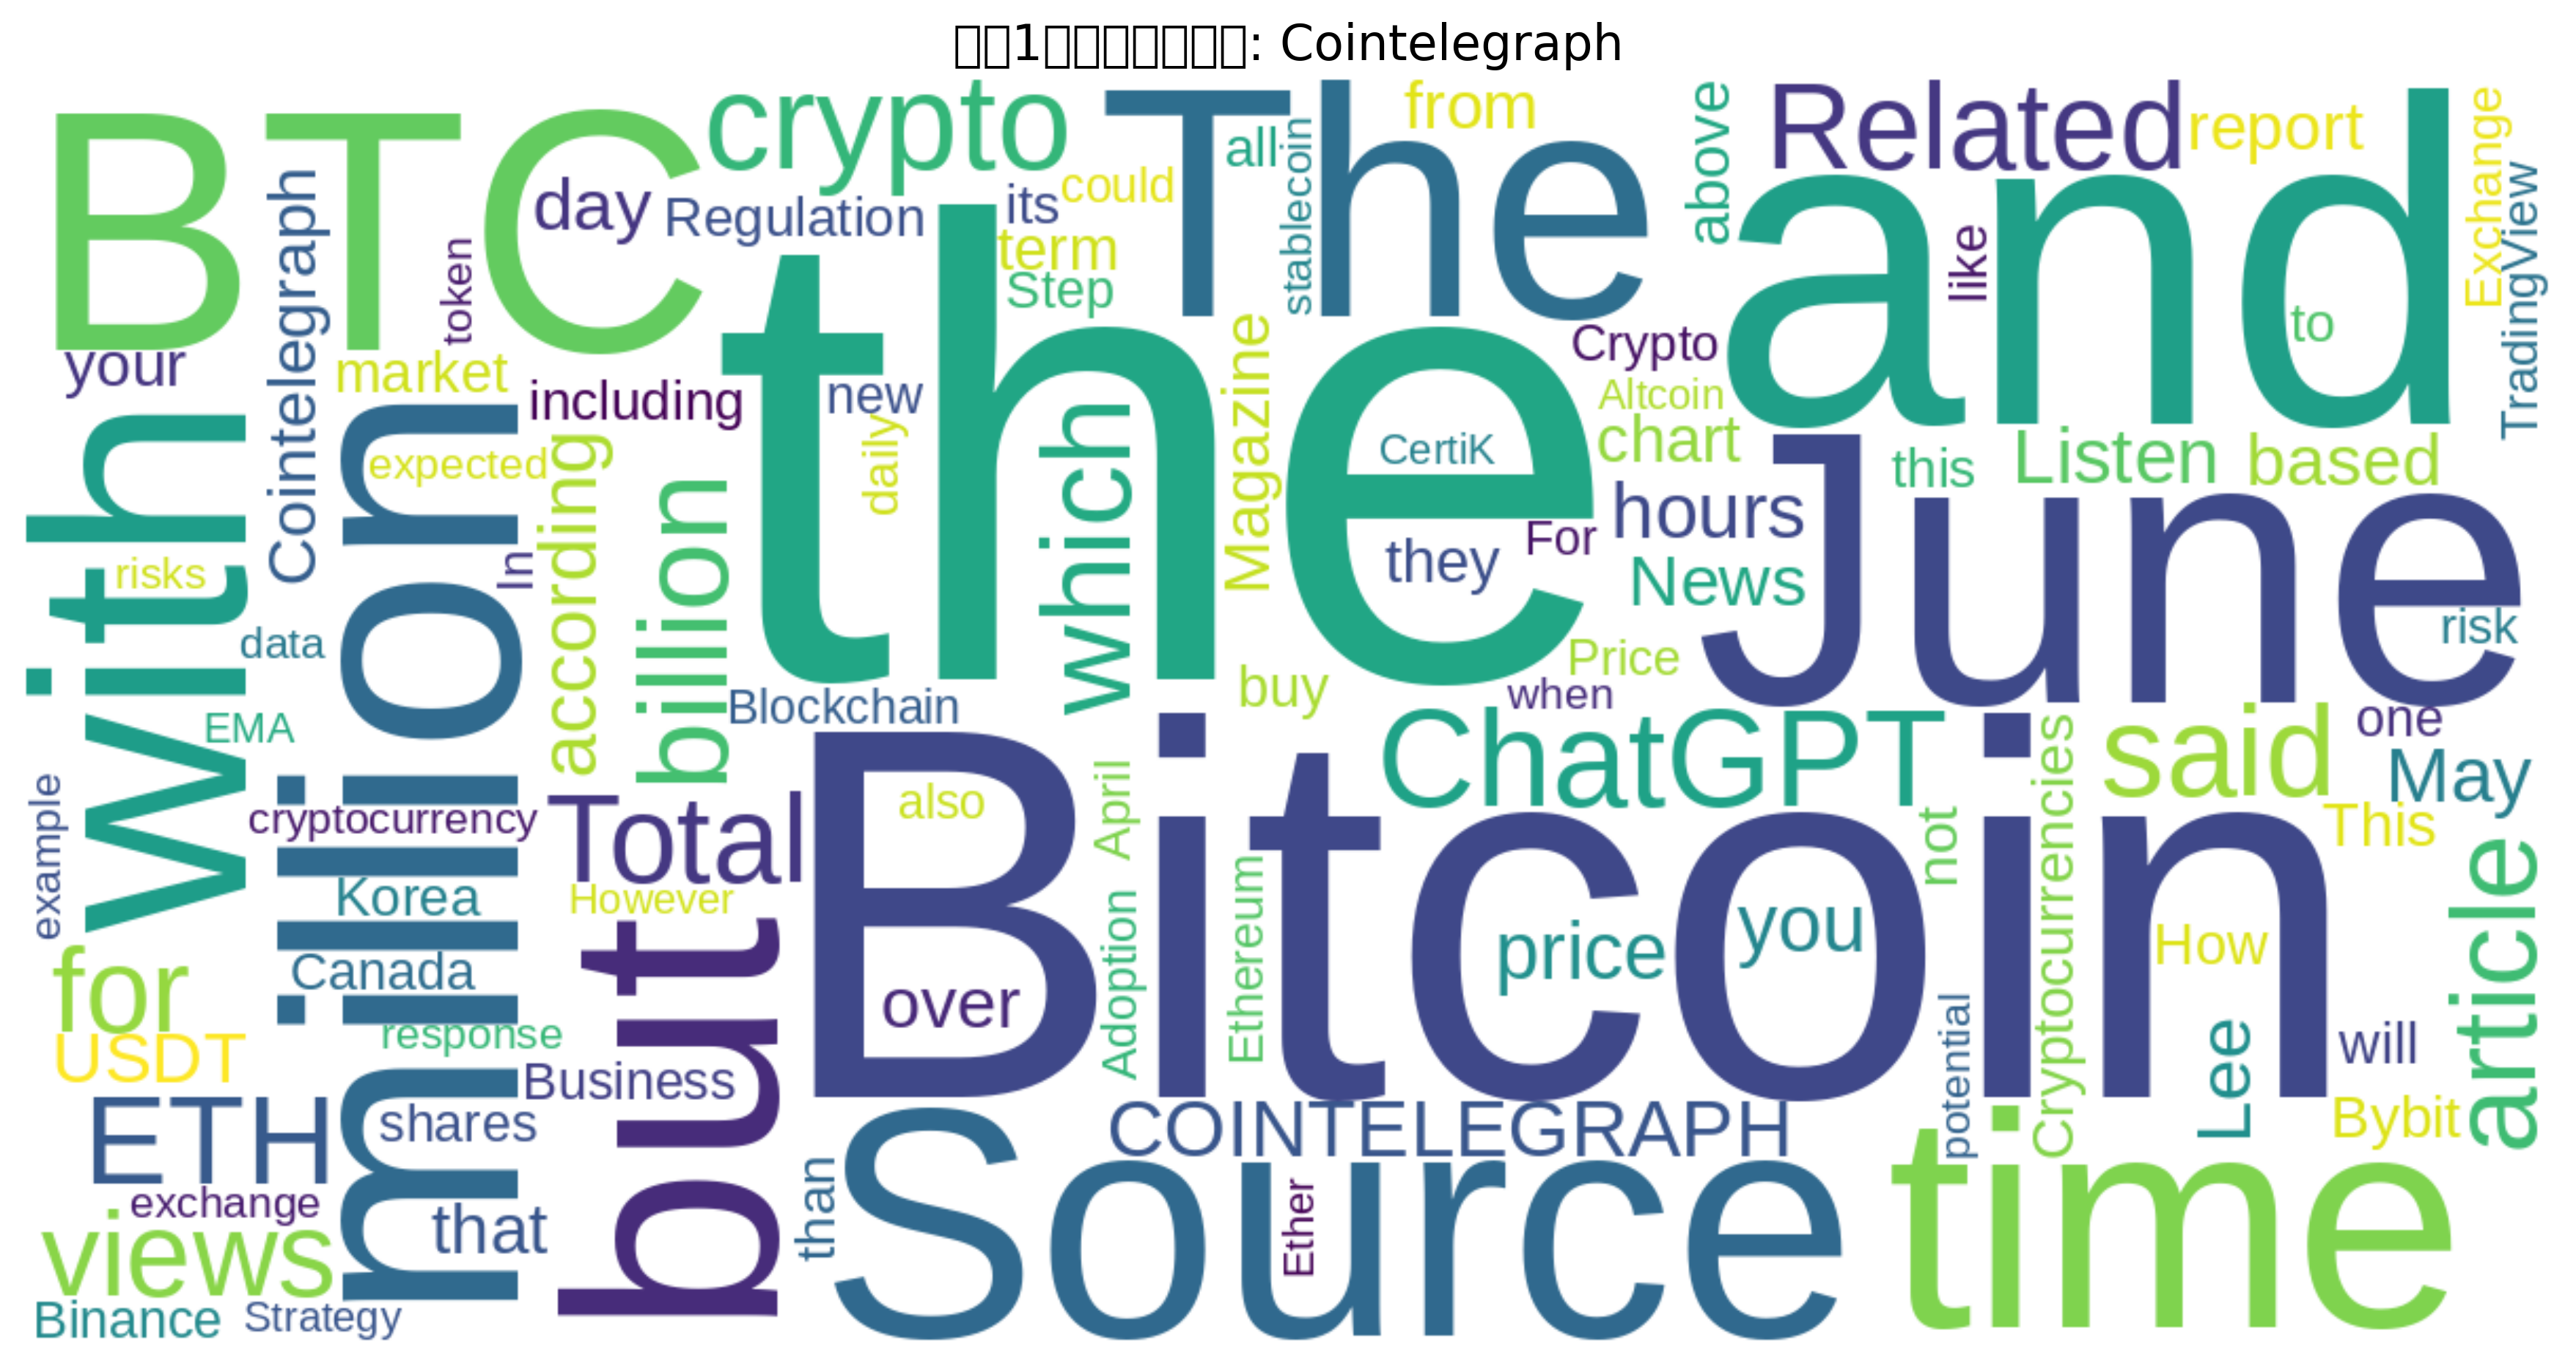 □□1□□□□□□□: Cointelegraph
BTC
crypto
The
from
all
stablecoin
above
Related
report
Exchange
TradingView
and
like
to
day
Regulation
its
could
term
Step
Cointelegraph
token
your
market
including
new
daily
the
which
Magazine
Crypto
Altcoin
chart
CertiK
this
Listen
based
June
with
million
expected
according
billion
risks
In
they
For
hours
News
Price
data
risk
EMA
Blockchain
buy
when
one
ChatGPT
said
May
example
cryptocurrency
Total
also
April
Bitcoin
not
Cryptocurrencies
This
article
Korea
However
but
Canada
for
over
Adoption
Ethereum
price
you
How
USDT
response
Business
potential
Lee
will
ETH
shares
COINTELEGRAPH
Bybit
exchange
that
than
Source
Ether
time
views
Binance
Strategy